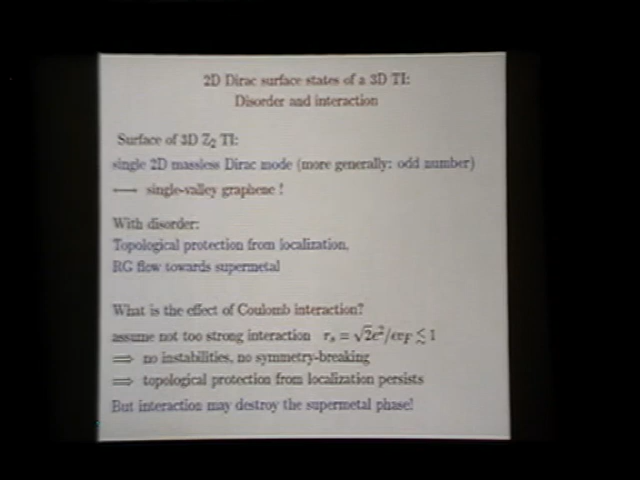 2D Dirac surface states of a 3D TI:
Disorder and interaction
Surface of 3D Z₂ TI:
single 2D massless Dirac mode (more generally: odd number)
⟵ single-valley graphene !
With disorder:
Topological protection from localization,
RG flow towards supermetal
What is the effect of Coulomb interaction?
assume not too strong interaction rₛ = √2e²/ϵv_F ≲ 1
⟹ no instabilities, no symmetry-breaking
⟹ topological protection from localization persists
But interaction may destroy the supermetal phase!